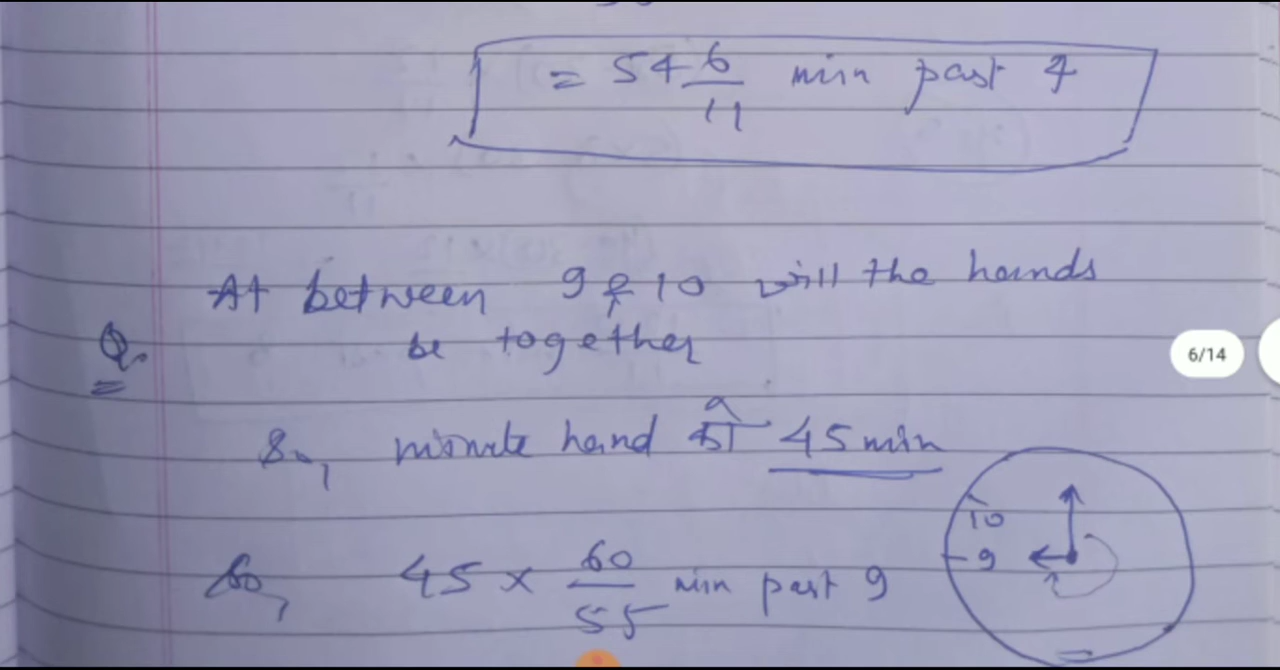 = 54 6/11 min past 4
At between 9 & 10 will the hands
Q. be together
So, minute hand का 45 min
So, 45 × 60/55 min past 9
10
9
6/14